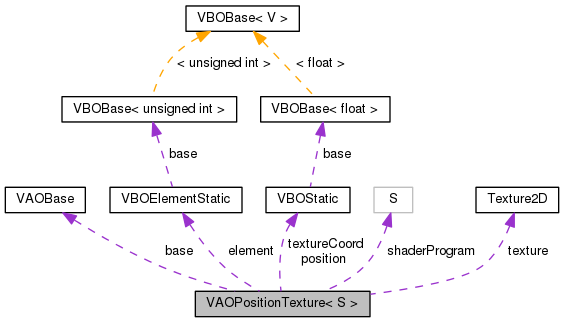 VBOBase< V >
< unsigned int >
< float >
VBOBase< unsigned int >
VBOBase< float >
base
base
VAOBase
VBOElementStatic
VBOStatic
S
Texture2D
base
element
textureCoord
position
shaderProgram
texture
VAOPositionTexture< S >